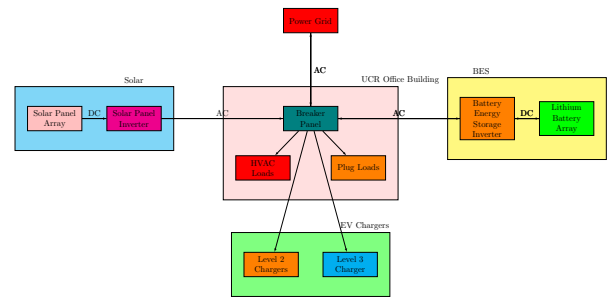 Power Grid
AC
Solar
UCR Office Building
BES
Solar Panel
Array
DC
Solar Panel
Inverter
AC
Breaker
Panel
AC
Battery
Energy
Storage
Inverter
DC
Lithium
Battery
Array
HVAC
Loads
Plug Loads
EV Chargers
Level 2
Chargers
Level 3
Charger